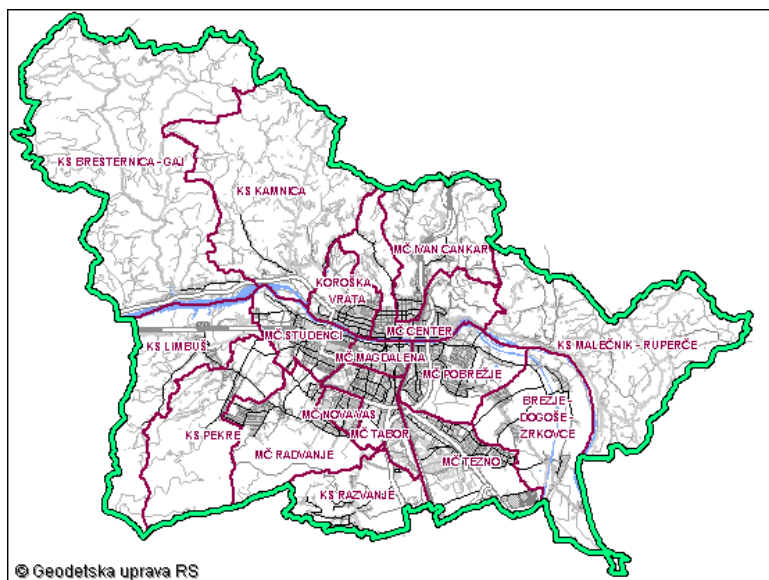 KS BRESTERNICA - GAJ
KS KAMNICA
MČ IVAN CANKAR
KOROŠKA
VRATA
MČ CENTER
MČ STUDENCI
KS LIMBUŠ
KS MALEČNIK - RUPERČE
MČ MAGDALENA
MČ POBREŽJE
BREZJE -
DOGOŠE -
ZRKOVCE
MČ NOVA VAS
KS PEKRE
MČ TABOR
MČ RADVANJE
MČ TEZNO
KS RAZVANJE
© Geodetska uprava RS